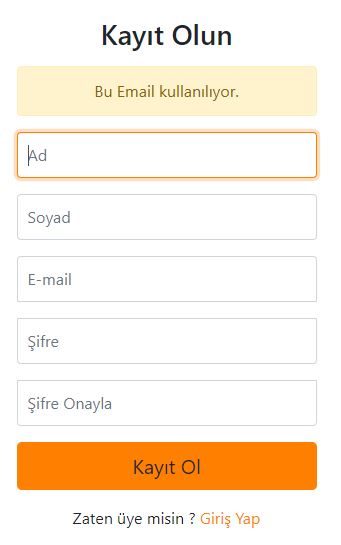 Kayıt Olun
Bu Email kullanılıyor.
Ad
Soyad
E-mail
Şifre
Şifre Onayla
Kayıt Ol
Zaten üye misin ? Giriş Yap